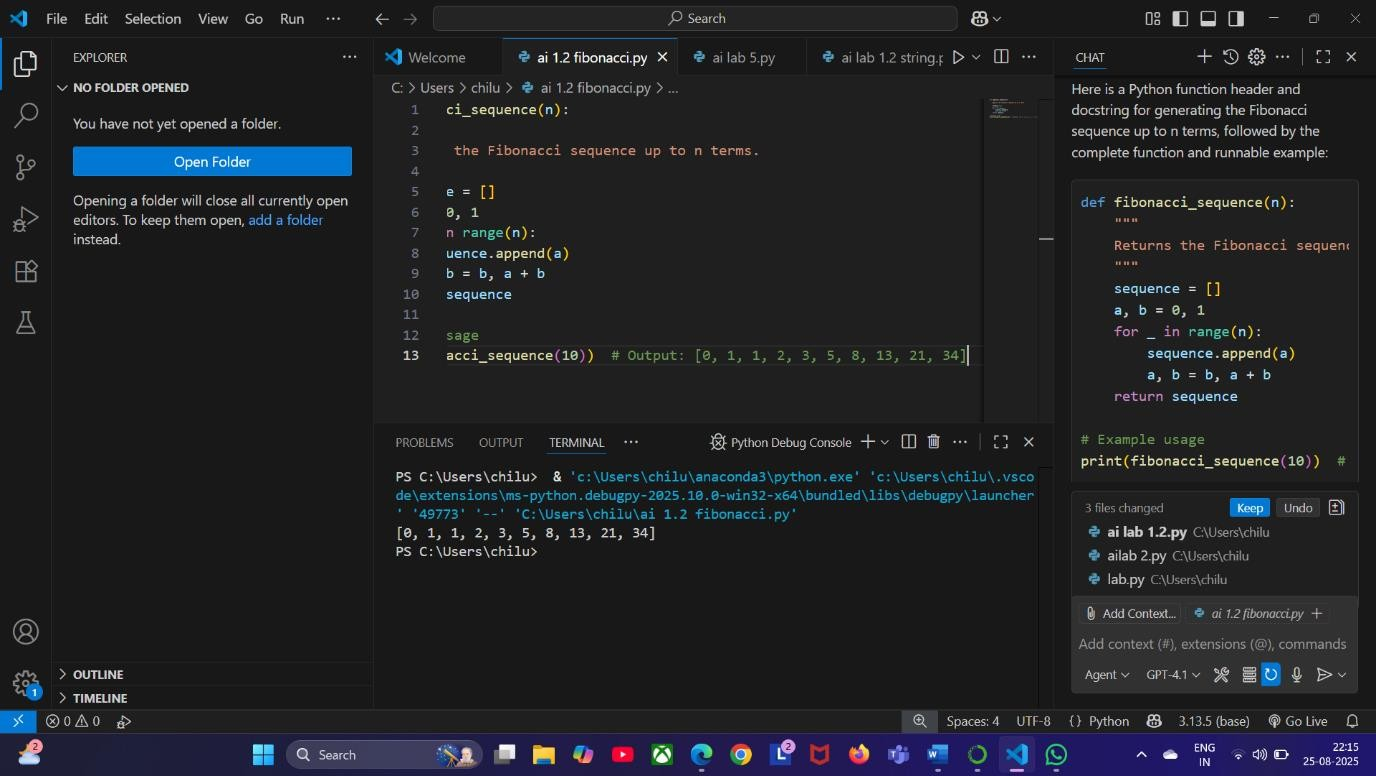 File Edit Selection View Go Run ... Search
EXPLORER ...
NO FOLDER OPENED
You have not yet opened a folder.
Open Folder
Opening a folder will close all currently open
editors. To keep them open, add a folder
instead.
OUTLINE
TIMELINE
Welcome ai 1.2 fibonacci.py ai lab 5.py ai lab 1.2 string.p
C: > Users > chilu > ai 1.2 fibonacci.py > ...
1 ci_sequence(n):
2
3 the Fibonacci sequence up to n terms.
4
5 e = []
6 0, 1
7 n range(n):
8 uence.append(a)
9 b = b, a + b
10 sequence
11
12 sage
13 acci_sequence(10)) # Output: [0, 1, 1, 2, 3, 5, 8, 13, 21, 34]
PROBLEMS OUTPUT TERMINAL ... Python Debug Console
PS C:\Users\chilu> & 'c:\Users\chilu\anaconda3\python.exe' 'c:\Users\chilu\.vsco
de\extensions\ms-python.debugpy-2025.10.0-win32-x64\bundled\libs\debugpy\launcher
' '49773' '--' 'C:\Users\chilu\ai 1.2 fibonacci.py'
[0, 1, 1, 2, 3, 5, 8, 13, 21, 34]
PS C:\Users\chilu>
CHAT
Here is a Python function header and
docstring for generating the Fibonacci
sequence up to n terms, followed by the
complete function and runnable example:
def fibonacci_sequence(n):
"""
Returns the Fibonacci sequenc
"""
sequence = []
a, b = 0, 1
for _ in range(n):
sequence.append(a)
a, b = b, a + b
return sequence
# Example usage
print(fibonacci_sequence(10)) #
3 files changed Keep Undo
ai lab 1.2.py C:\Users\chilu
ailab 2.py C:\Users\chilu
lab.py C:\Users\chilu
Add Context... ai 1.2 fibonacci.py
Add context (#), extensions (@), commands
Agent GPT-4.1
1
0 0 Spaces: 4 UTF-8 {} Python 3.13.5 (base) Go Live
2 Search 2 ENG 22:15
IN 25-08-2025